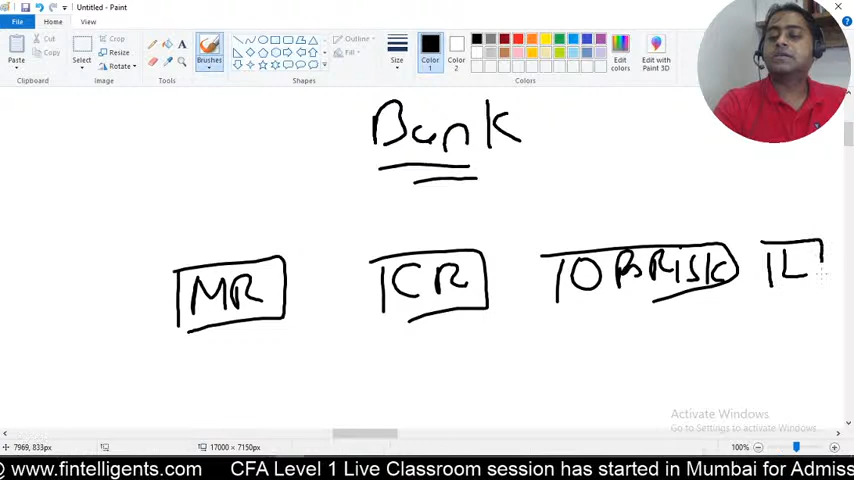 Untitled - Paint
File Home View
Cut
Copy
Paste
Clipboard
Crop
Resize
Rotate
Select
Image
Tools
Brushes
Shapes
Outline
Fill
Size
Color 1
Color 2
Colors
Edit colors
Edit with Paint 3D
Bank
MR CR OPS RISK L
Activate Windows
Go to Settings to activate Windows...
7969, 833px 17000 × 7150px 100%
www.fintelligents.com CFA Level 1 Live Classroom session has started in Mumbai for Admiss